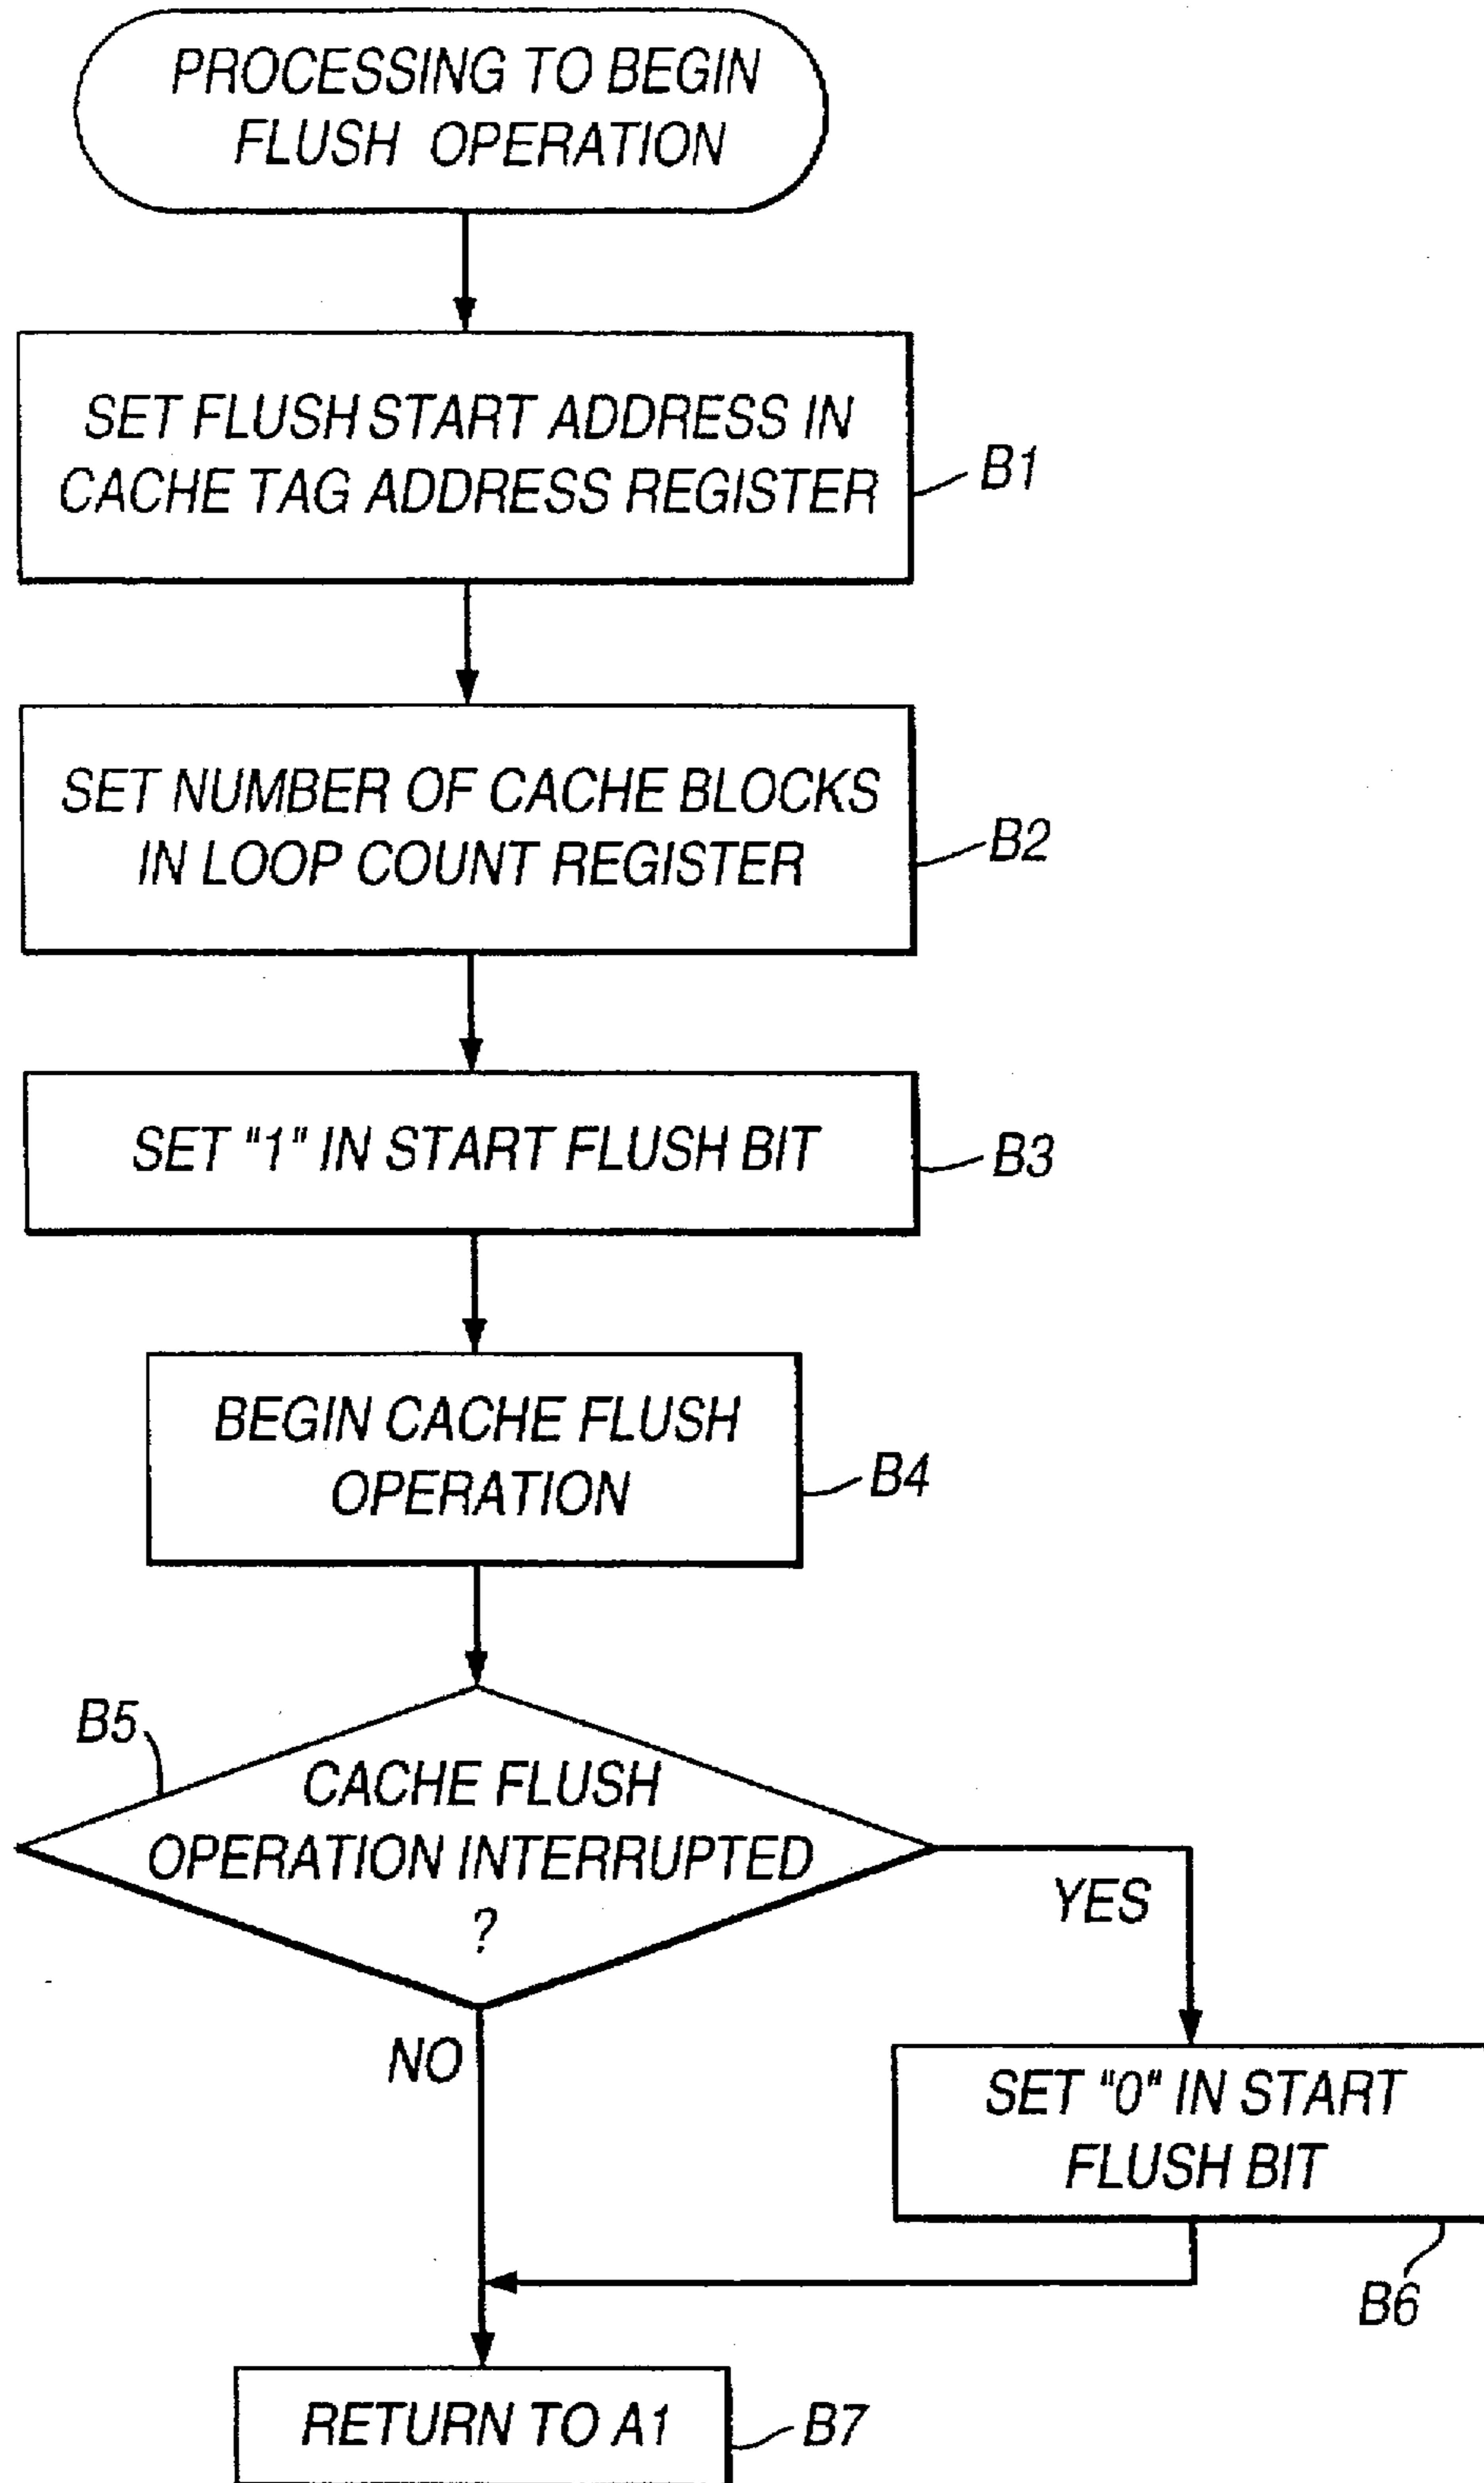 PROCESSING TO BEGIN
FLUSH OPERATION
SET FLUSH START ADDRESS IN
CACHE TAG ADDRESS REGISTER
B1
SET NUMBER OF CACHE BLOCKS
IN LOOP COUNT REGISTER
B2
SET "1" IN START FLUSH BIT
B3
BEGIN CACHE FLUSH
OPERATION
B4
B5
CACHE FLUSH
OPERATION INTERRUPTED
?
YES
NO
SET "0" IN START
FLUSH BIT
B6
RETURN TO A1
B7